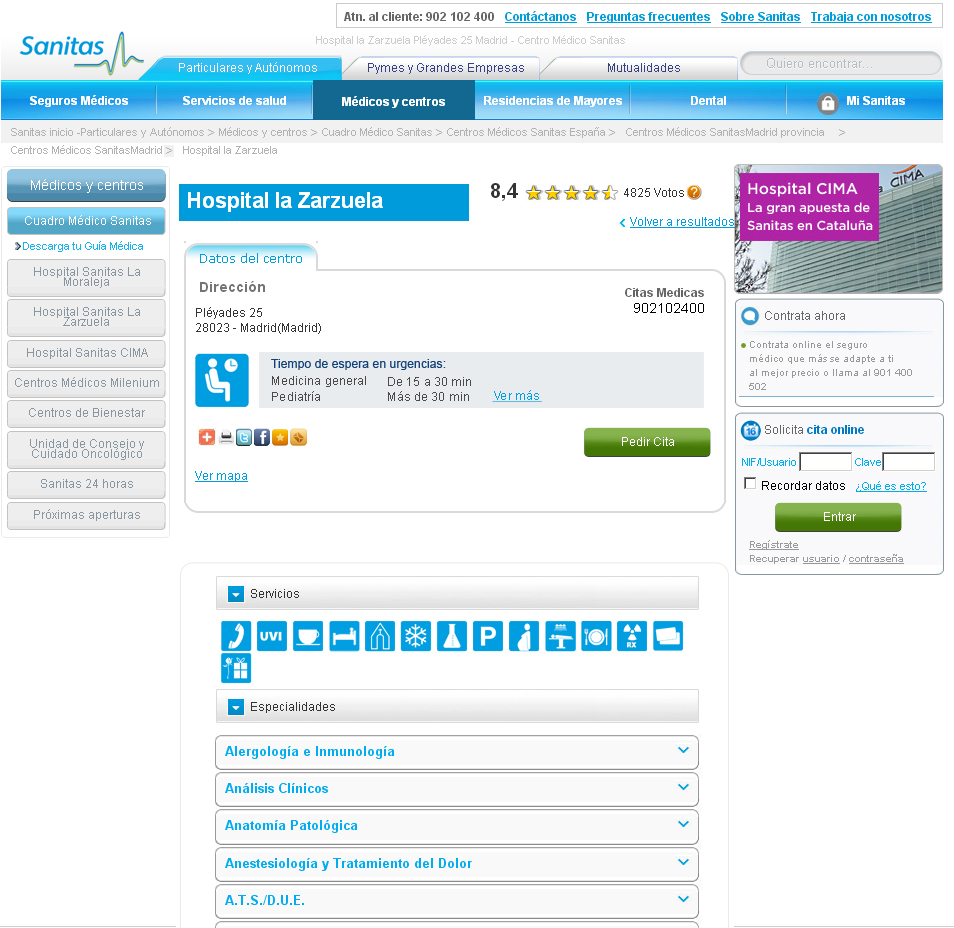 Atn. al cliente: 902 102 400 Contáctanos Preguntas frecuentes Sobre Sanitas Trabaja con nosotros
Sanitas
Hospital la Zarzuela Pléyades 25 Madrid - Centro Médico Sanitas
Particulares y Autónomos Pymes y Grandes Empresas Mutualidades Quiero encontrar...
Seguros Médicos Servicios de salud Médicos y centros Residencias de Mayores Dental Mi Sanitas
Sanitas inicio -Particulares y Autónomos > Médicos y centros > Cuadro Médico Sanitas > Centros Médicos Sanitas España > Centros Médicos SanitasMadrid provincia >
Centros Médicos SanitasMadrid > Hospital la Zarzuela
Médicos y centros
Cuadro Médico Sanitas
Descarga tu Guía Médica
Hospital Sanitas La
Moraleja
Hospital Sanitas La
Zarzuela
Hospital Sanitas CIMA
Centros Médicos Milenium
Centros de Bienestar
Unidad de Consejo y
Cuidado Oncológico
Sanitas 24 horas
Próximas aperturas
Hospital la Zarzuela
8,4 4825 Votos ?
Volver a resultados
Datos del centro
Dirección
Pléyades 25
28023 - Madrid(Madrid)
Citas Medicas
902102400
Tiempo de espera en urgencias:
Medicina general De 15 a 30 min
Pediatría Más de 30 min Ver más
Pedir Cita
Ver mapa
Servicios
UVI
P
RX
Especialidades
Alergología e Inmunología
Análisis Clínicos
Anatomía Patológica
Anestesiología y Tratamiento del Dolor
A.T.S./D.U.E.
Hospital CIMA
La gran apuesta de
Sanitas en Cataluña
CIMA
Contrata ahora
Contrata online el seguro
médico que más se adapte a ti
al mejor precio o llama al 901 400
502
16 Solicita cita online
NIF/Usuario Clave
Recordar datos ¿Qué es esto?
Entrar
Regístrate
Recuperar usuario / contraseña